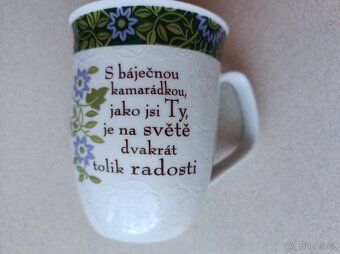 S báječnou
kamarádkou,
jako jsi Ty,
je na světě
dvakrát
tolik radosti